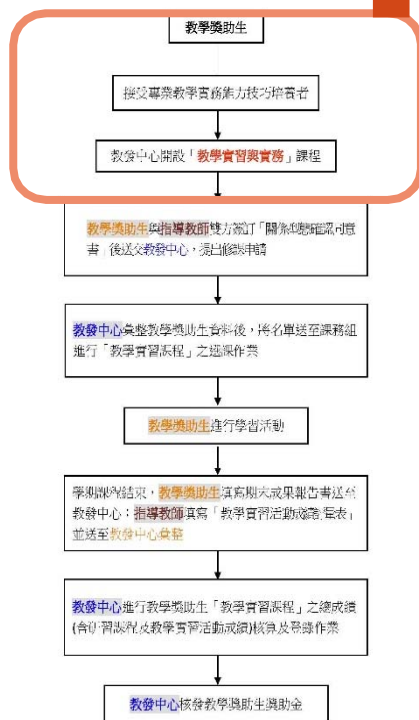 教學獎助生
接受專業教學實務能力技巧培養者
教發中心開設「教學實習與實務」課程
教學獎助生與指導教師雙方簽訂「關係型態確認同意
書」後送交教發中心，提出修課申請
教發中心彙整教學獎助生資料後，將名單送至課務組
進行「教學實習課程」之選課作業
教學獎助生進行學習活動
學期課程結束，教學獎助生填寫期末成果報告書送至
教發中心；指導教師填寫「教學實習活動成績評量表」
並送至教發中心彙整
教發中心進行教學獎助生「教學實習課程」之總成績
(含研習課程及教學實習活動成績)核算及登錄作業
教發中心核發教學獎助生獎助金